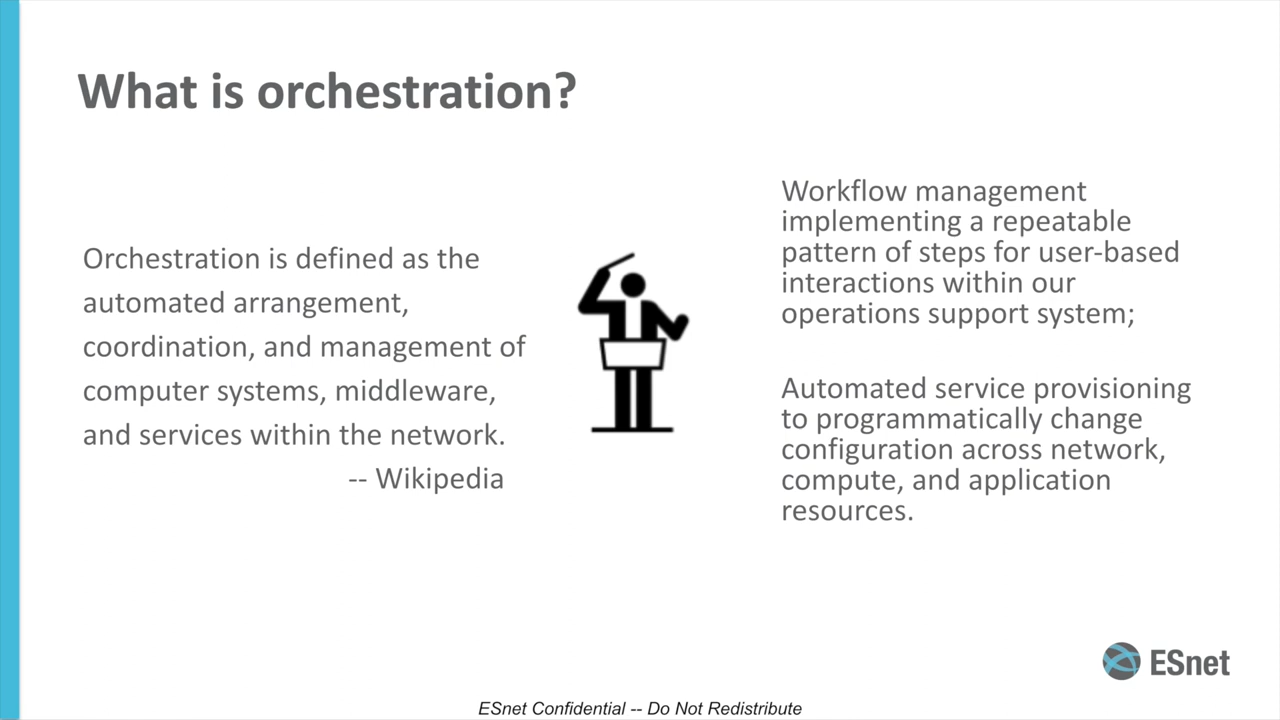 What is orchestration?
Orchestration is defined as the
automated arrangement,
coordination, and management of
computer systems, middleware,
and services within the network.
-- Wikipedia
Workflow management
implementing a repeatable
pattern of steps for user-based
interactions within our
operations support system;
Automated service provisioning
to programmatically change
configuration across network,
compute, and application
resources.
ESnet
ESnet Confidential -- Do Not Redistribute